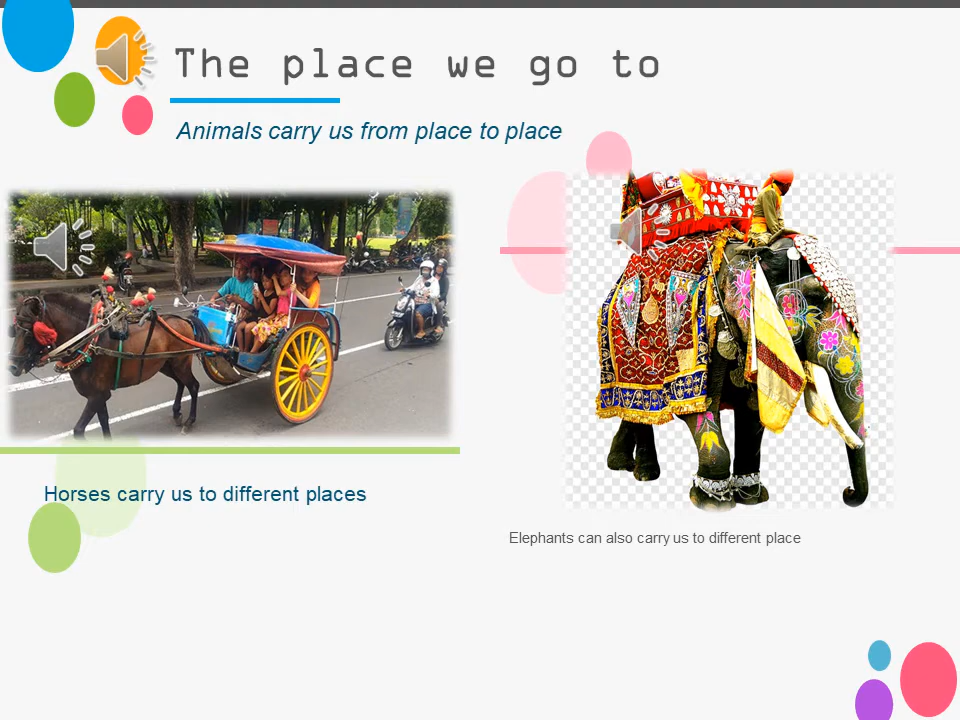 The place we go to
Animals carry us from place to place
Horses carry us to different places
Elephants can also carry us to different place